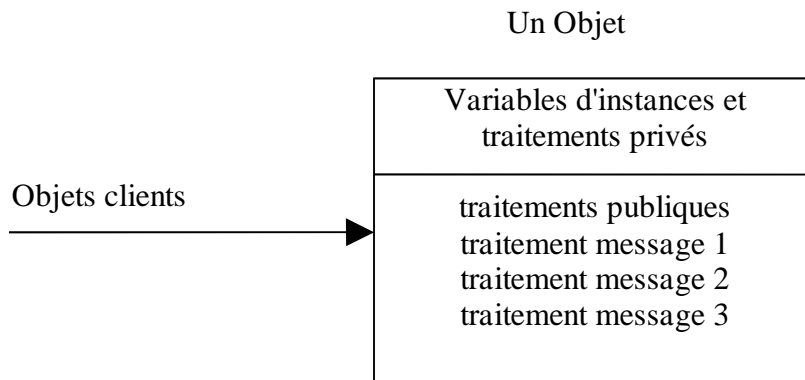 Un Objet
Variables d'instances et
traitements privés
Objets clients
traitements publiques
traitement message 1
traitement message 2
traitement message 3